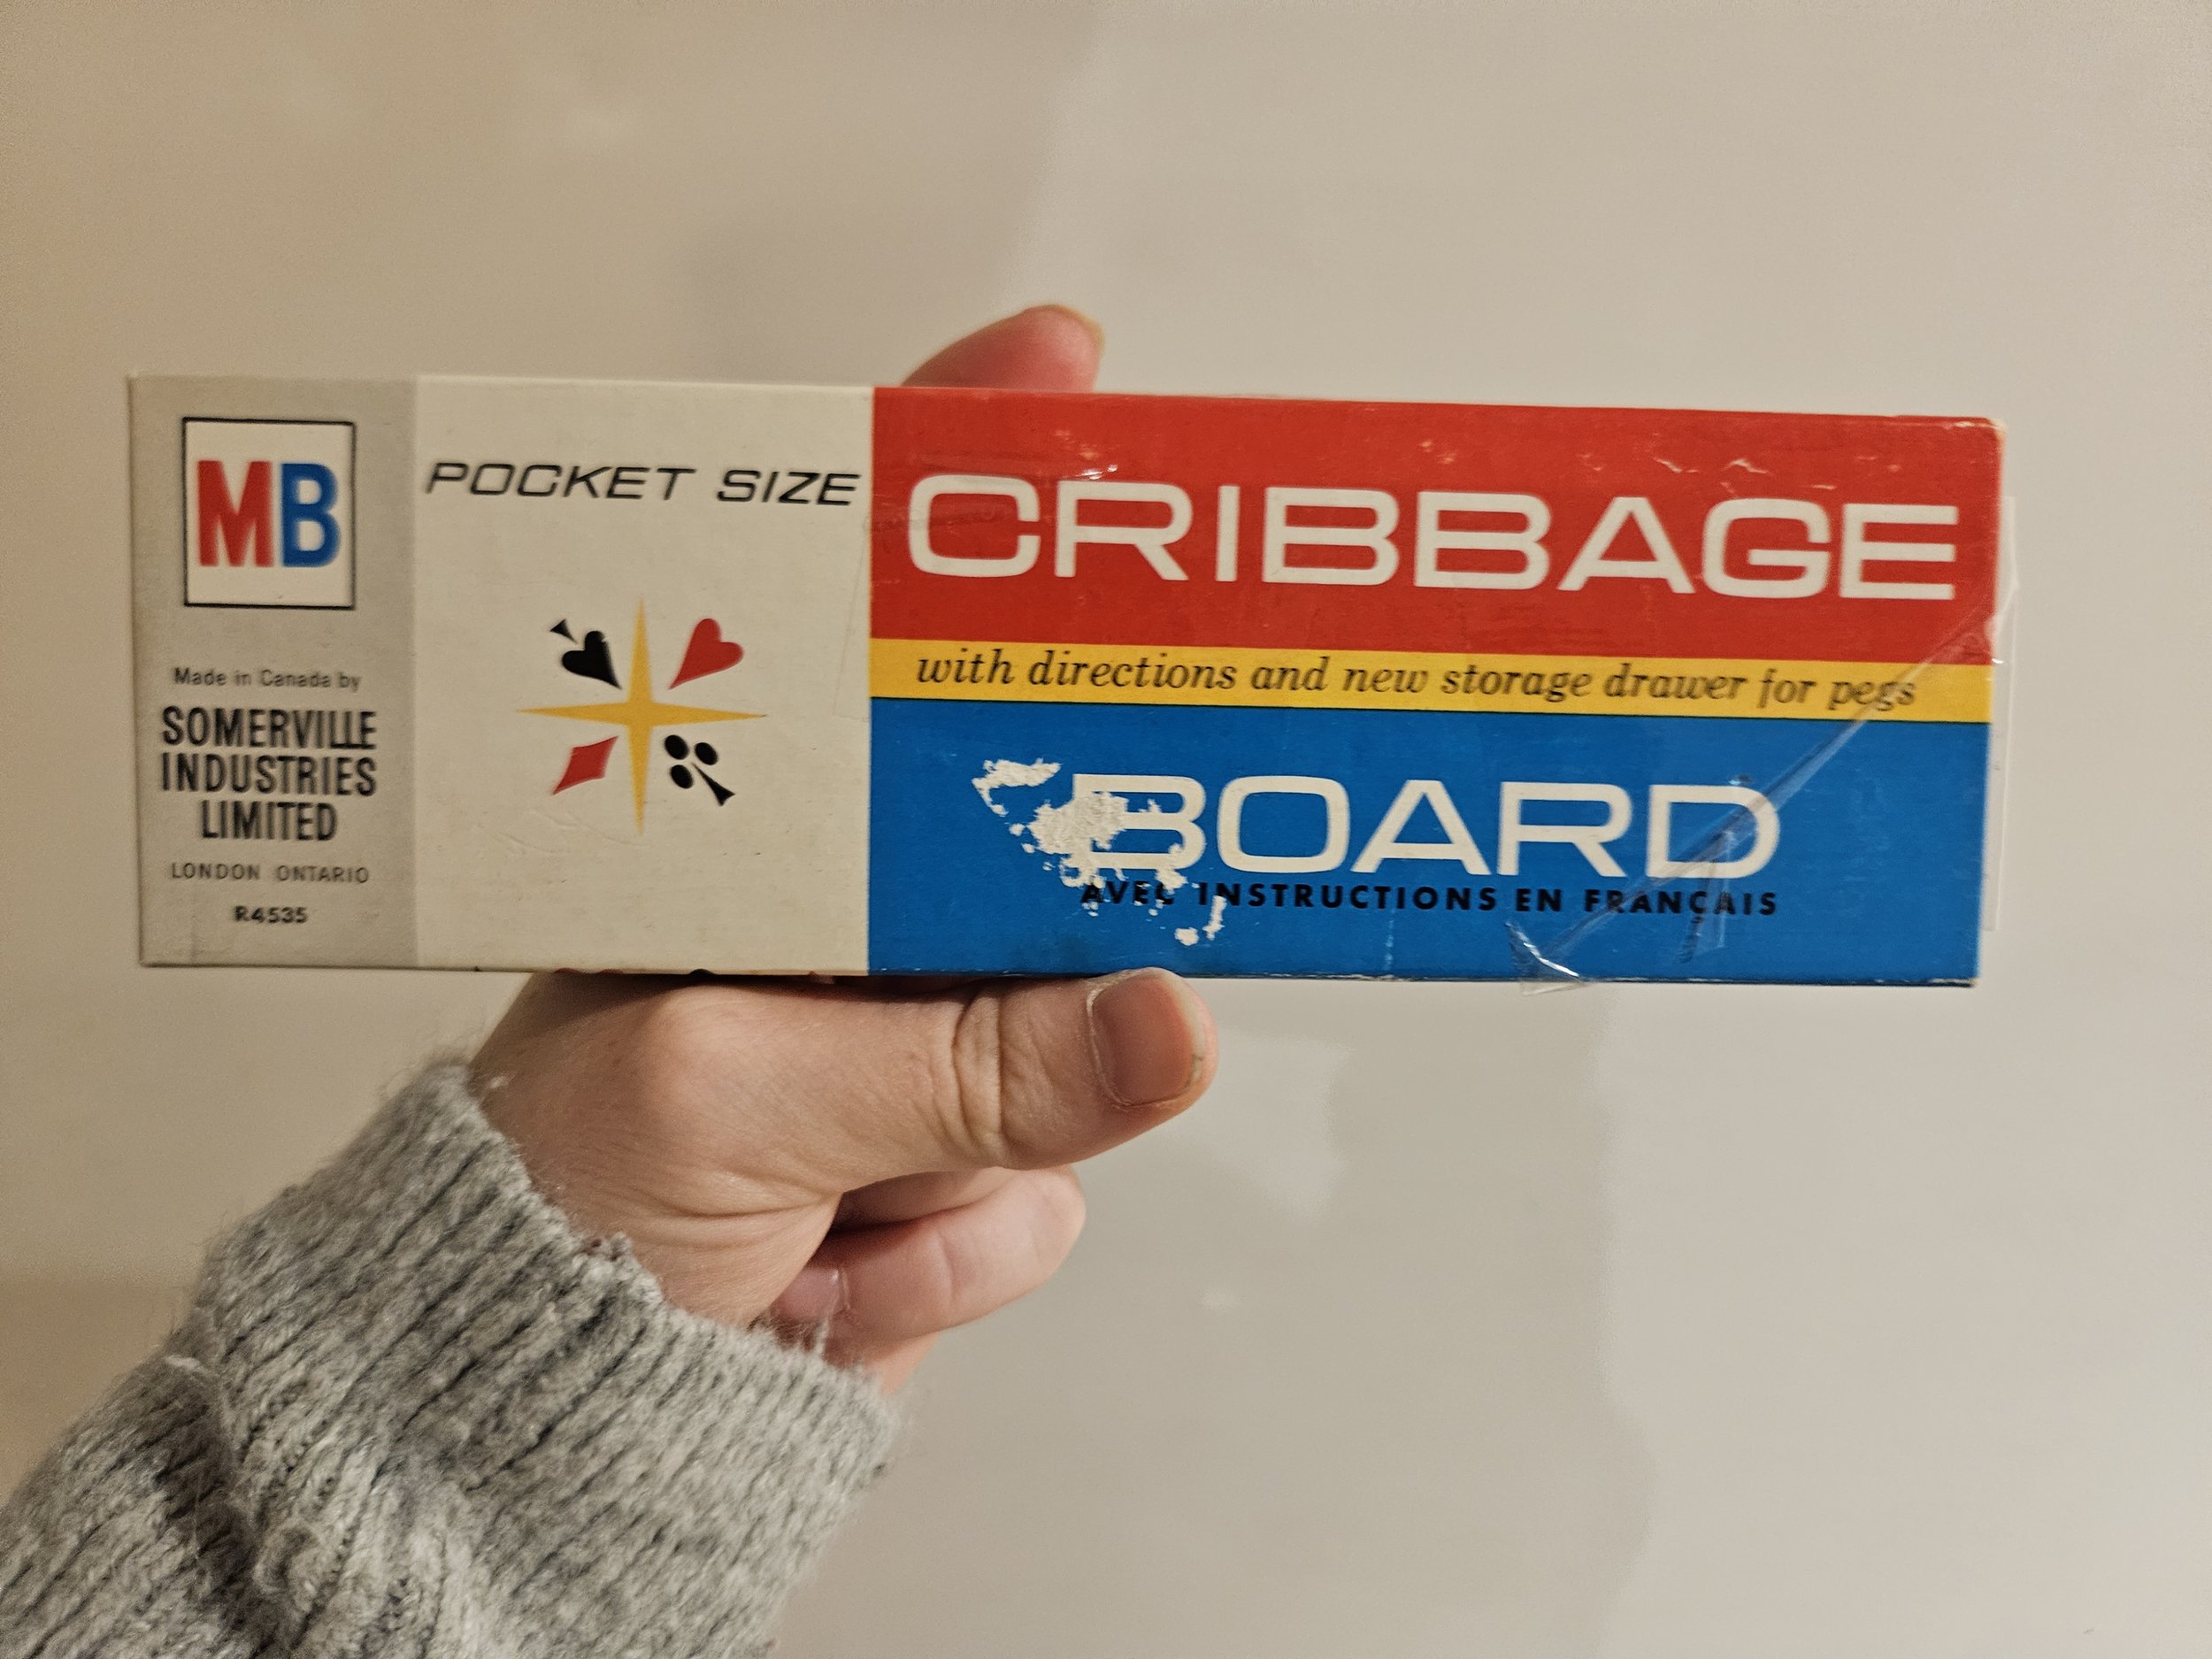 MB
Made in Canada by
SOMERVILLE
INDUSTRIES
LIMITED
LONDON ONTARIO
R4535
POCKET SIZE
CRIBBAGE
with directions and new storage drawer for pegs
BOARD
AVEC INSTRUCTIONS EN FRANÇAIS